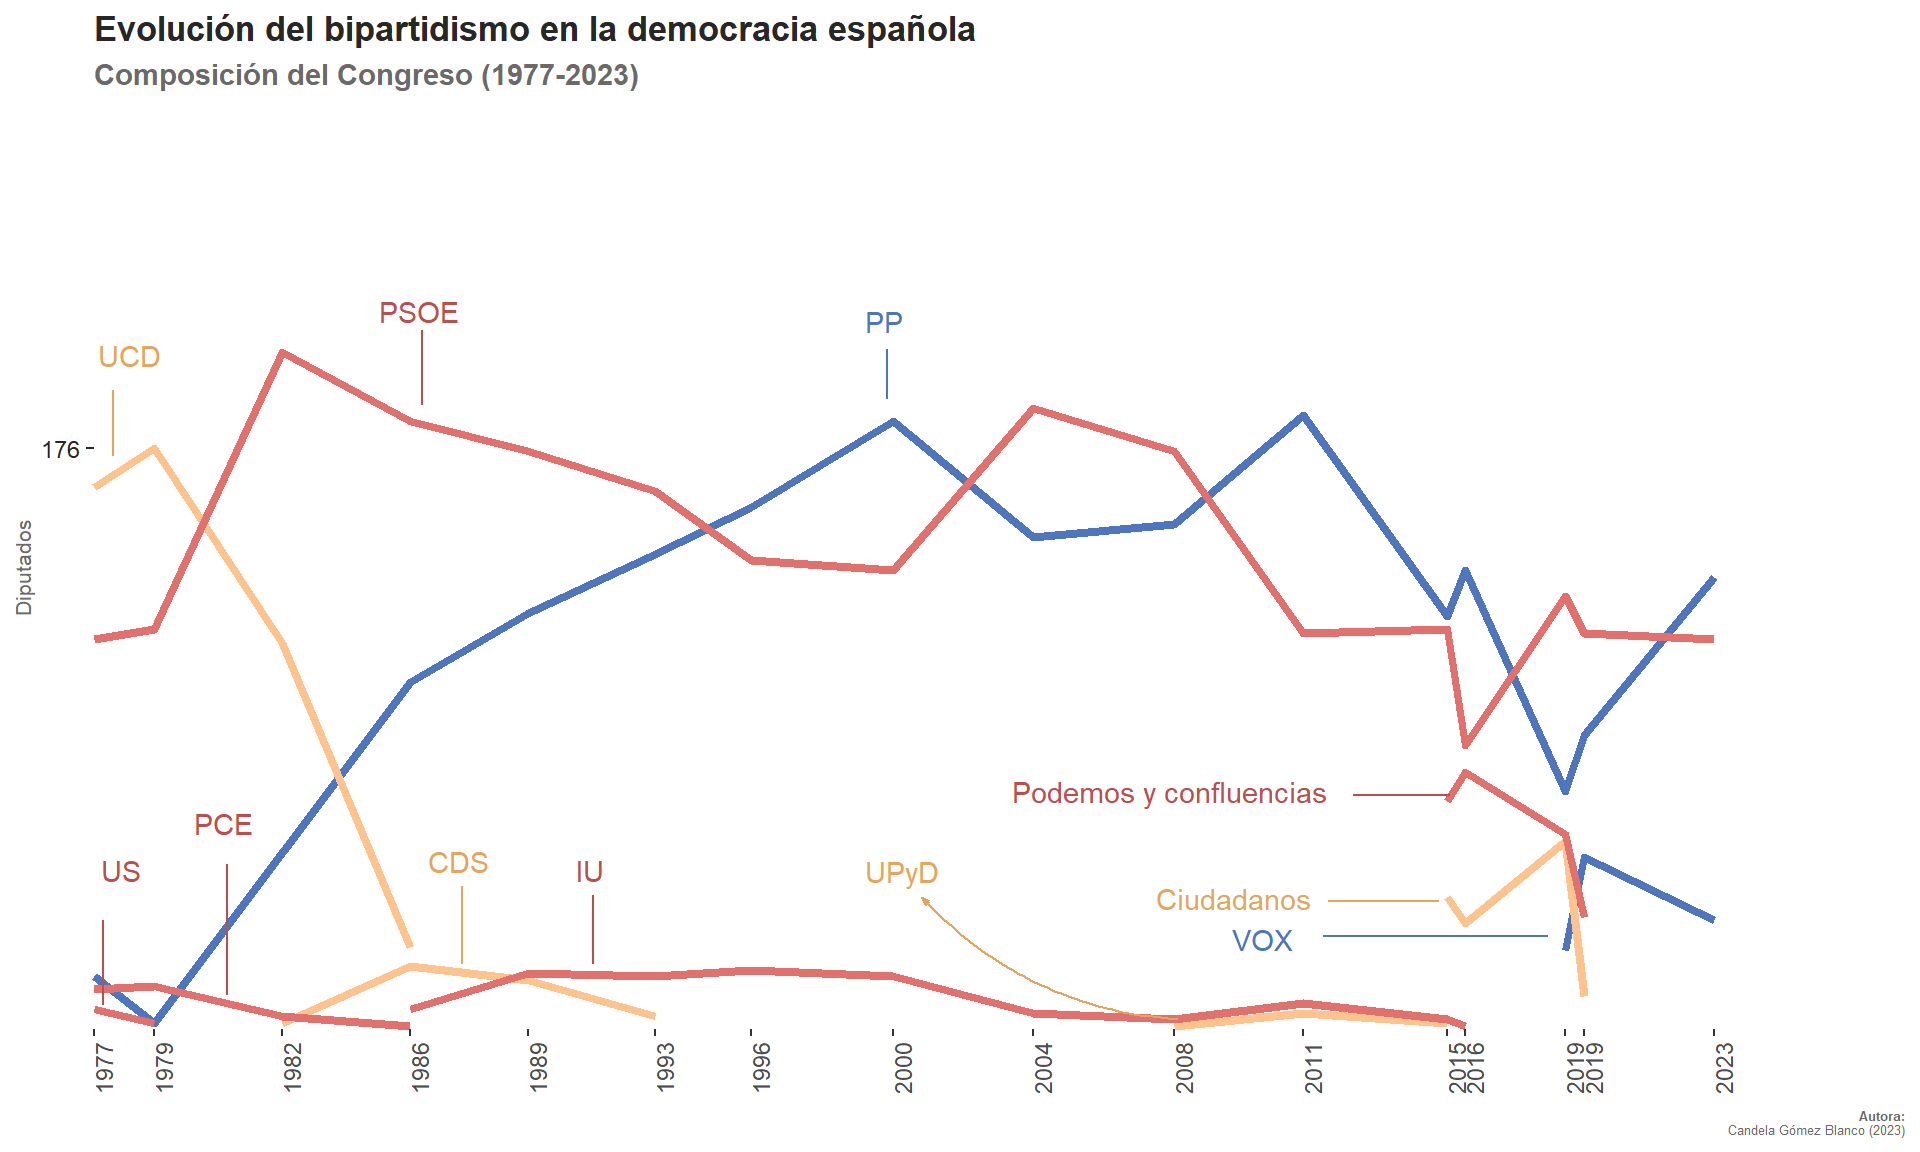 Evolución del bipartidismo en la democracia española
Composición del Congreso (1977-2023)
PSOE
PP
UCD
176
Diputados
Podemos y confluencias
PCE
US
CDS
IU
UPyD
Ciudadanos
VOX
1977
1979
1982
1986
1989
1993
1996
2000
2004
2008
2011
2015
2016
2019
2019
2023
Autora:
Candela Gómez Blanco (2023)